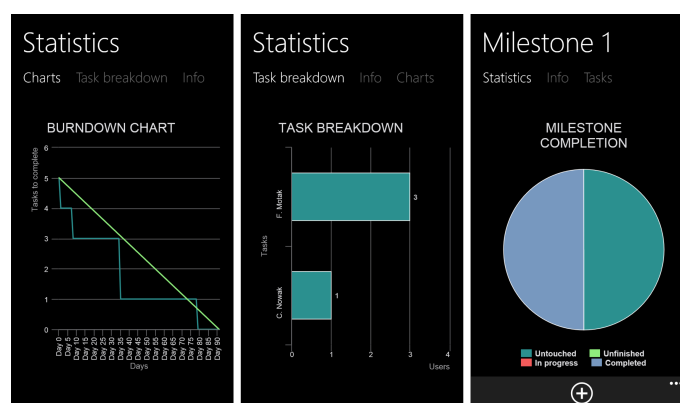 Statistics
Charts Task breakdown Info
BURNDOWN CHART
Tasks to complete
6
5
4
3
2
1
0
Day 0
Day 5
Day 10
Day 15
Day 20
Day 25
Day 30
Day 35
Day 40
Day 45
Day 50
Day 55
Day 60
Day 65
Day 70
Day 75
Day 80
Day 85
Day 90
Days
Statistics
Task breakdown Info Charts
TASK BREAKDOWN
Tasks
F. Motak
3
C. Nowak
1
0 1 2 3 4
Users
Milestone 1
Statistics Info Tasks
MILESTONE
COMPLETION
Untouched Unfinished
In progress Completed